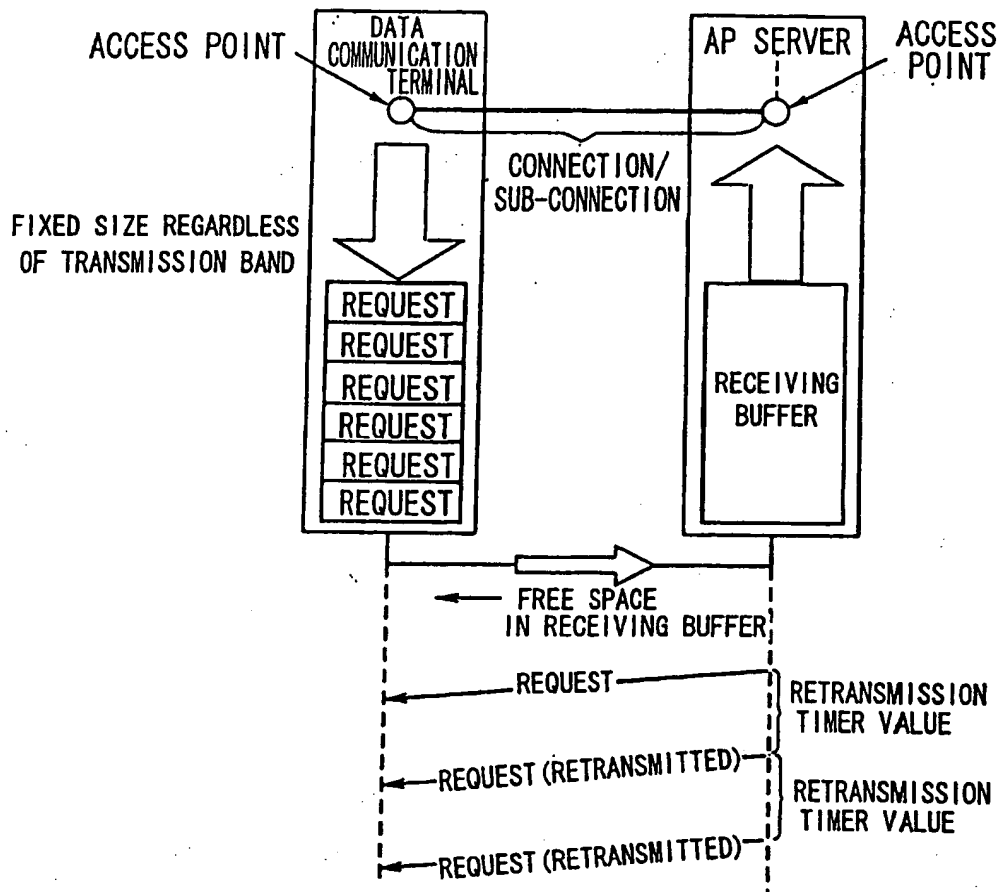 ACCESS POINT
DATA
COMMUNICATION
TERMINAL
AP SERVER
ACCESS
POINT
CONNECTION/
SUB-CONNECTION
FIXED SIZE REGARDLESS
OF TRANSMISSION BAND
REQUEST
REQUEST
REQUEST
REQUEST
REQUEST
REQUEST
RECEIVING
BUFFER
FREE SPACE
IN RECEIVING BUFFER
REQUEST
RETRANSMISSION
TIMER VALUE
REQUEST (RETRANSMITTED)
RETRANSMISSION
TIMER VALUE
REQUEST (RETRANSMITTED)